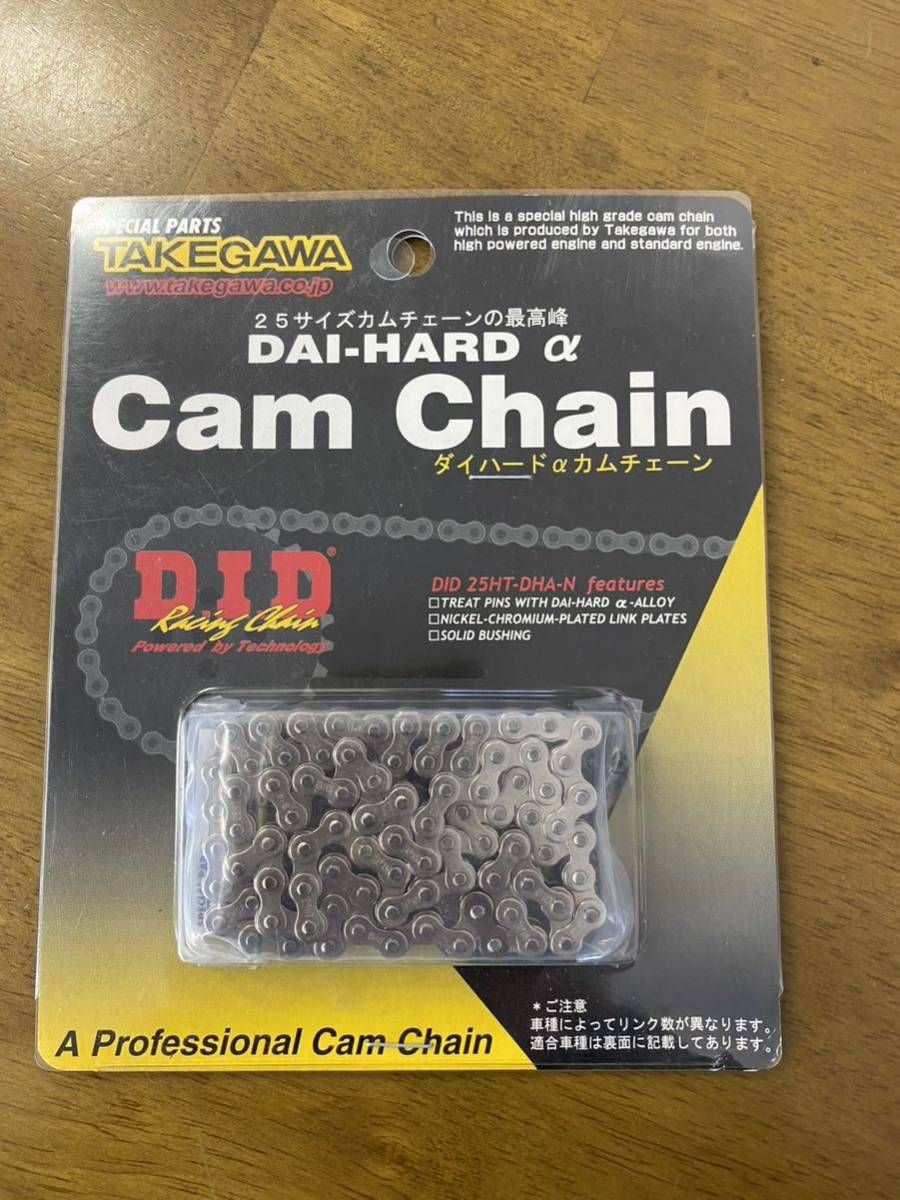 SPECIAL PARTS
TAKEGAWA
www.takegawa.co.jp
This is a special high grade cam chain
which is produced by Takegawa for both
high powered engine and standard engine.
25サイズカムチェーンの最高峰
DAI-HARD α
Cam Chain
ダイハードαカムチェーン
D.I.D®
Racing Chain
Powered by Technology
DID 25HT-DHA-N features
□TREAT PINS WITH DAI-HARD α-ALLOY
□NICKEL-CHROMIUM-PLATED LINK PLATES
□SOLID BUSHING
*ご注意
車種によってリンク数が異なります。
適合車種は裏面に記載してあります。
A Professional Cam Chain